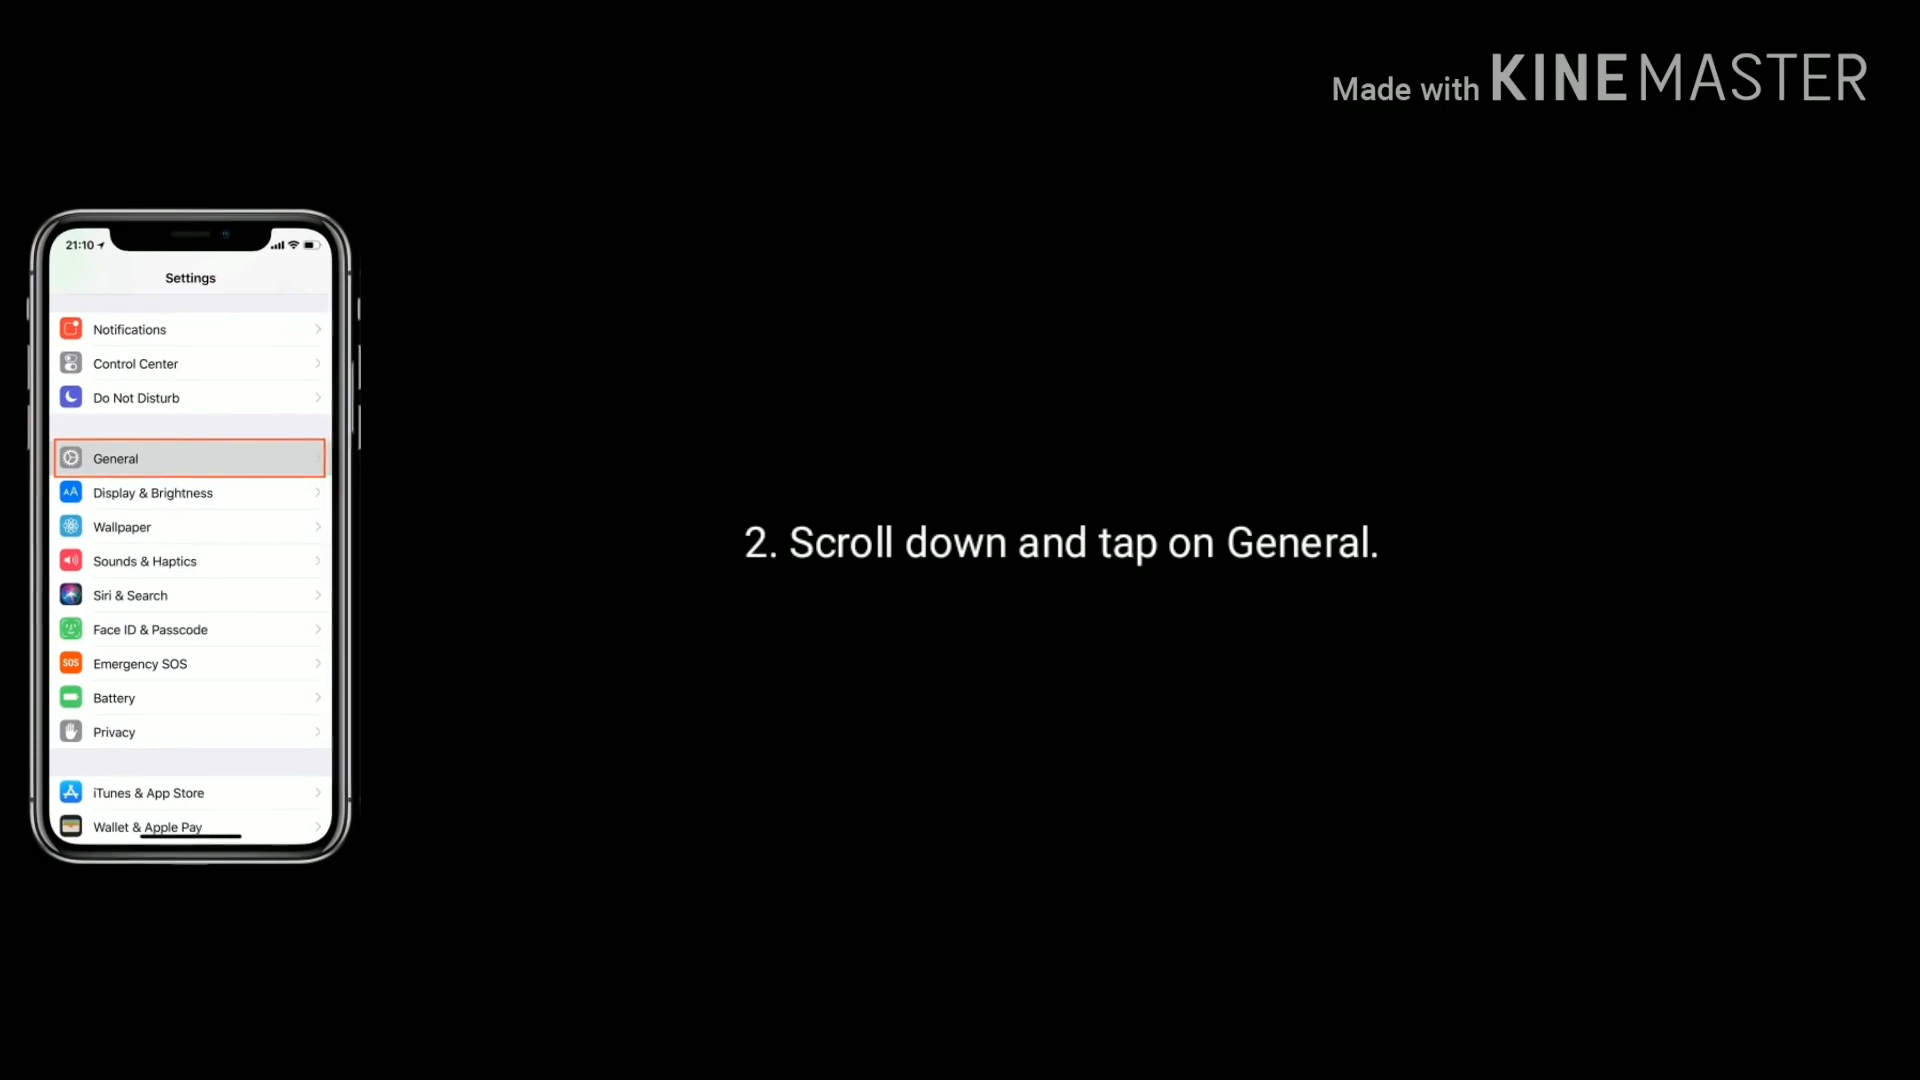 Made with KINEMASTER
21:10
Settings
Notifications
Control Center
Do Not Disturb
General
AA Display & Brightness
Wallpaper
Sounds & Haptics
Siri & Search
Face ID & Passcode
SOS Emergency SOS
Battery
Privacy
iTunes & App Store
Wallet & Apple Pay
2. Scroll down and tap on General.